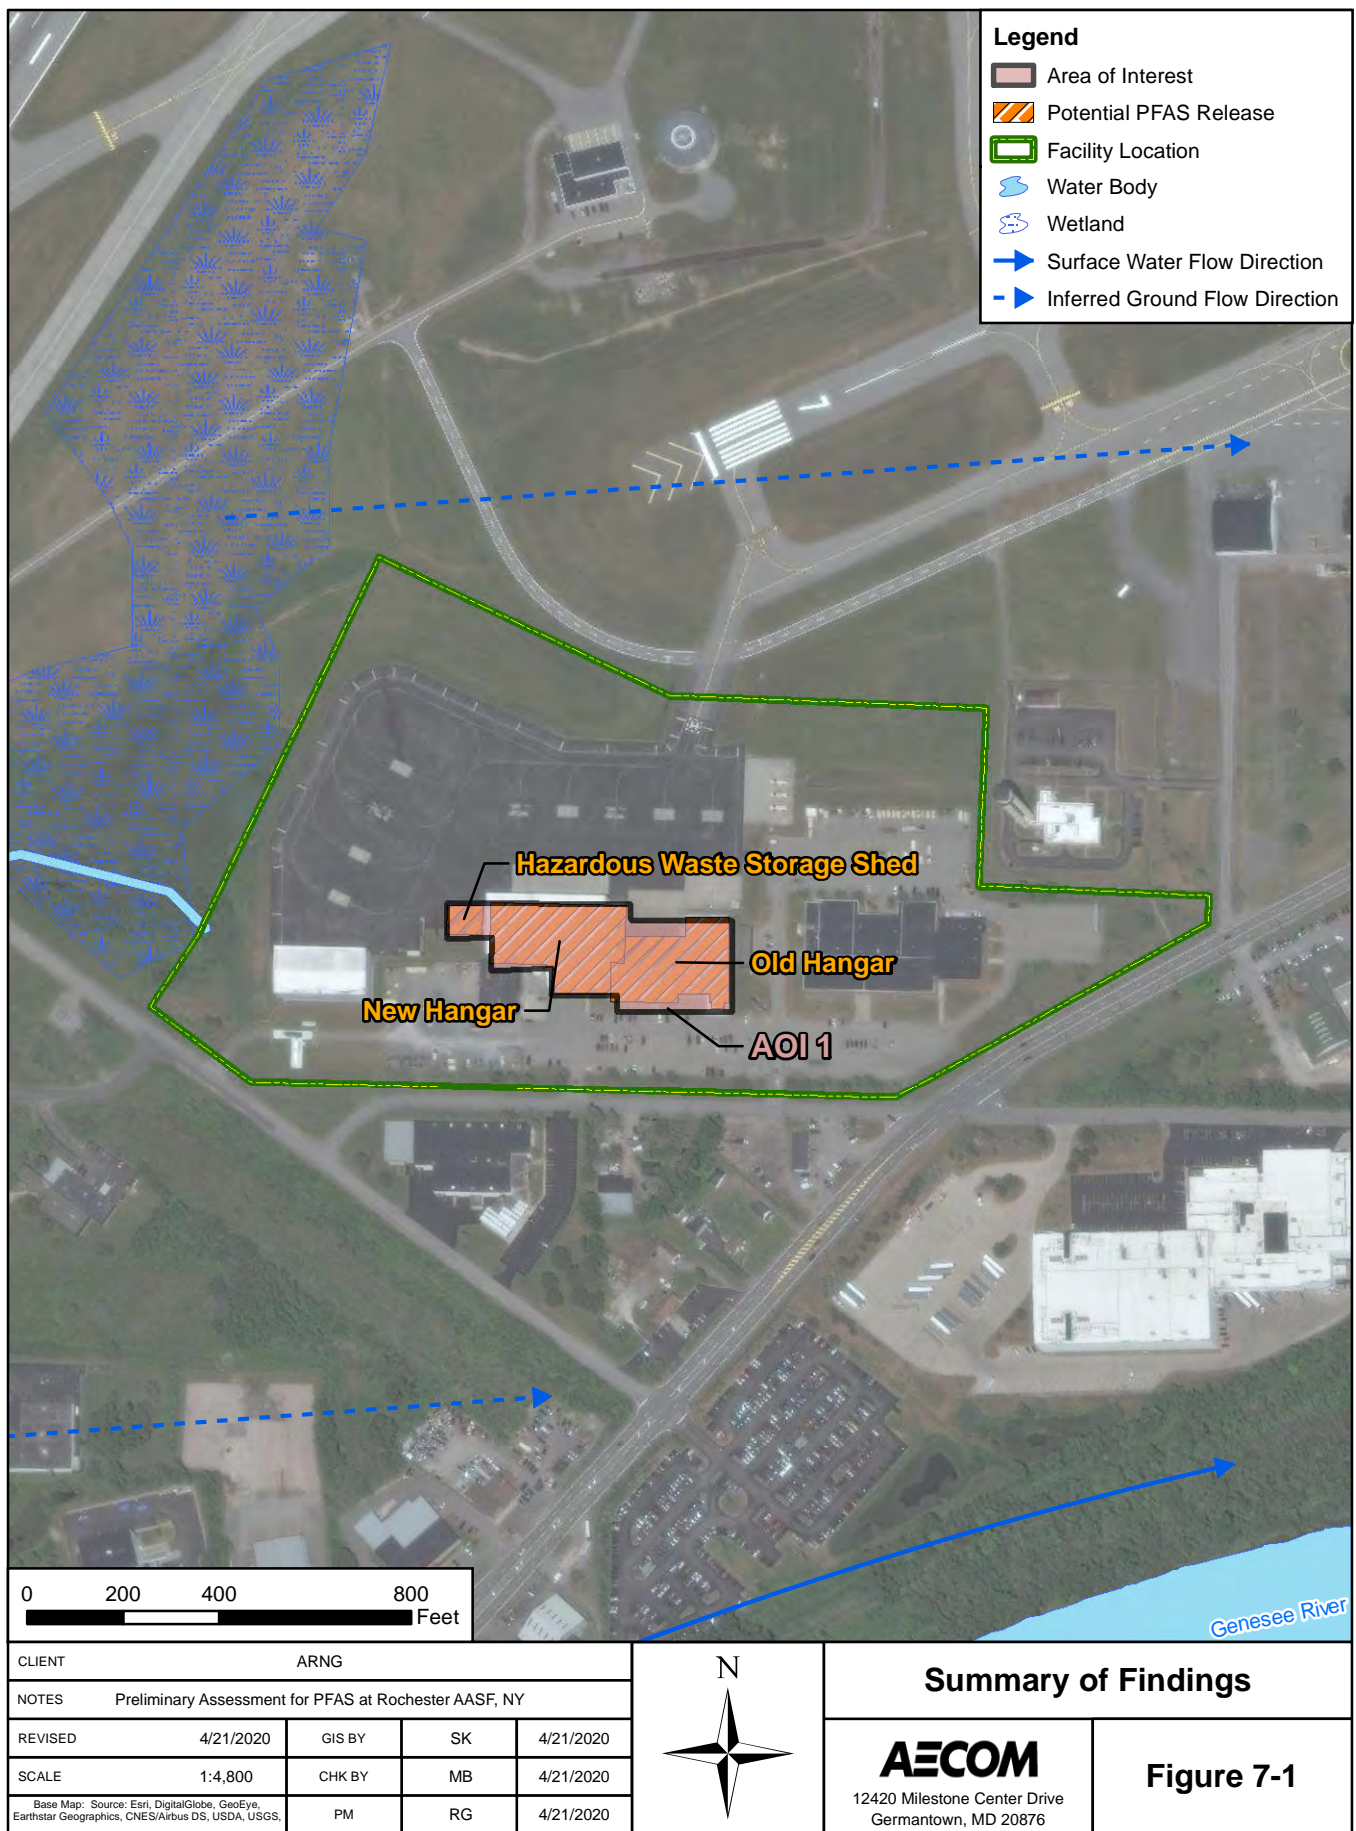 Legend
Area of Interest
Potential PFAS Release
Facility Location
Water Body
Wetland
Surface Water Flow Direction
Inferred Ground Flow Direction
Hazardous Waste Storage Shed
Old Hangar
New Hangar
AOI 1
Genesee River
0 200 400 800
Feet
CLIENT ARNG
NOTES Preliminary Assessment for PFAS at Rochester AASF, NY
REVISED 4/21/2020 GIS BY SK 4/21/2020
SCALE 1:4,800 CHK BY MB 4/21/2020
Base Map: Source: Esri, DigitalGlobe, GeoEye,
Earthstar Geographics, CNES/Airbus DS, USDA, USGS,
PM RG 4/21/2020
N
Summary of Findings
AECOM
12420 Milestone Center Drive
Germantown, MD 20876
Figure 7-1